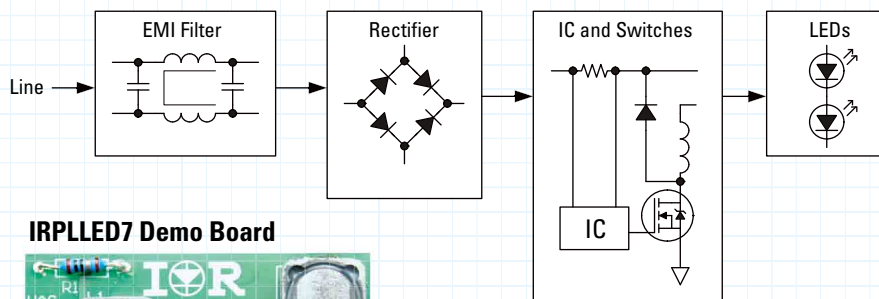 EMI Filter
Rectifier
IC and Switches
LEDs
Line
IC
IRPLLED7 Demo Board
R1
IOR